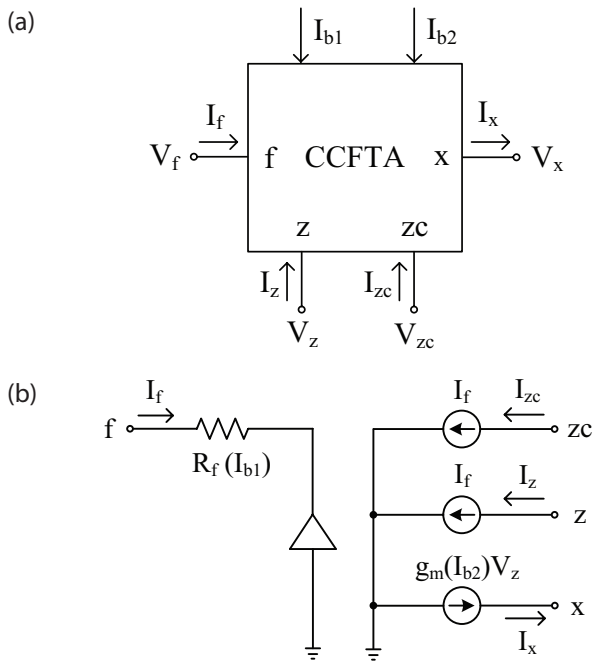 (a)
I_b1 I_b2
I_f I_x
V_f f CCFTA x V_x
z zc
I_z I_zc
V_z V_zc
(b)
I_f I_f I_zc
f zc
R_f (I_b1) I_f I_z
z
g_m(I_b2)V_z
x
I_x